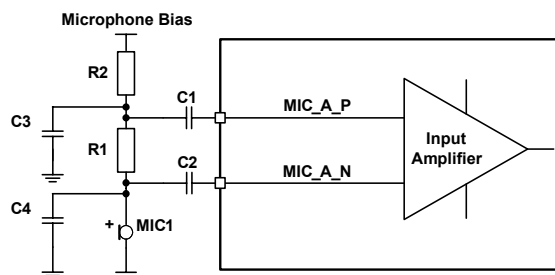 Microphone Bias
R2
C1
MIC_A_P
C3
R1
Input
Amplifier
C2
MIC_A_N
C4
+
MIC1